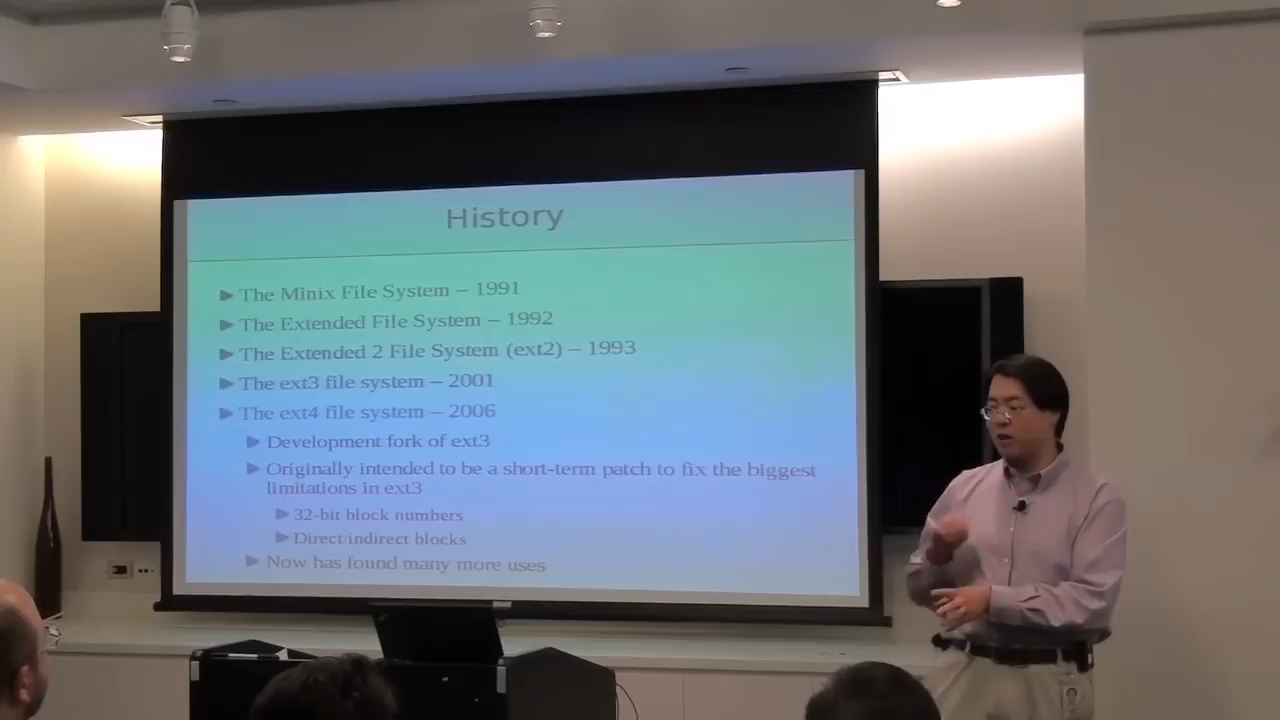 History
The Minix File System – 1991
The Extended File System – 1992
The Extended 2 File System (ext2) – 1993
The ext3 file system – 2001
The ext4 file system – 2006
Development fork of ext3
Originally intended to be a short-term patch to fix the biggest
limitations in ext3
32-bit block numbers
Direct/indirect blocks
Now has found many more uses